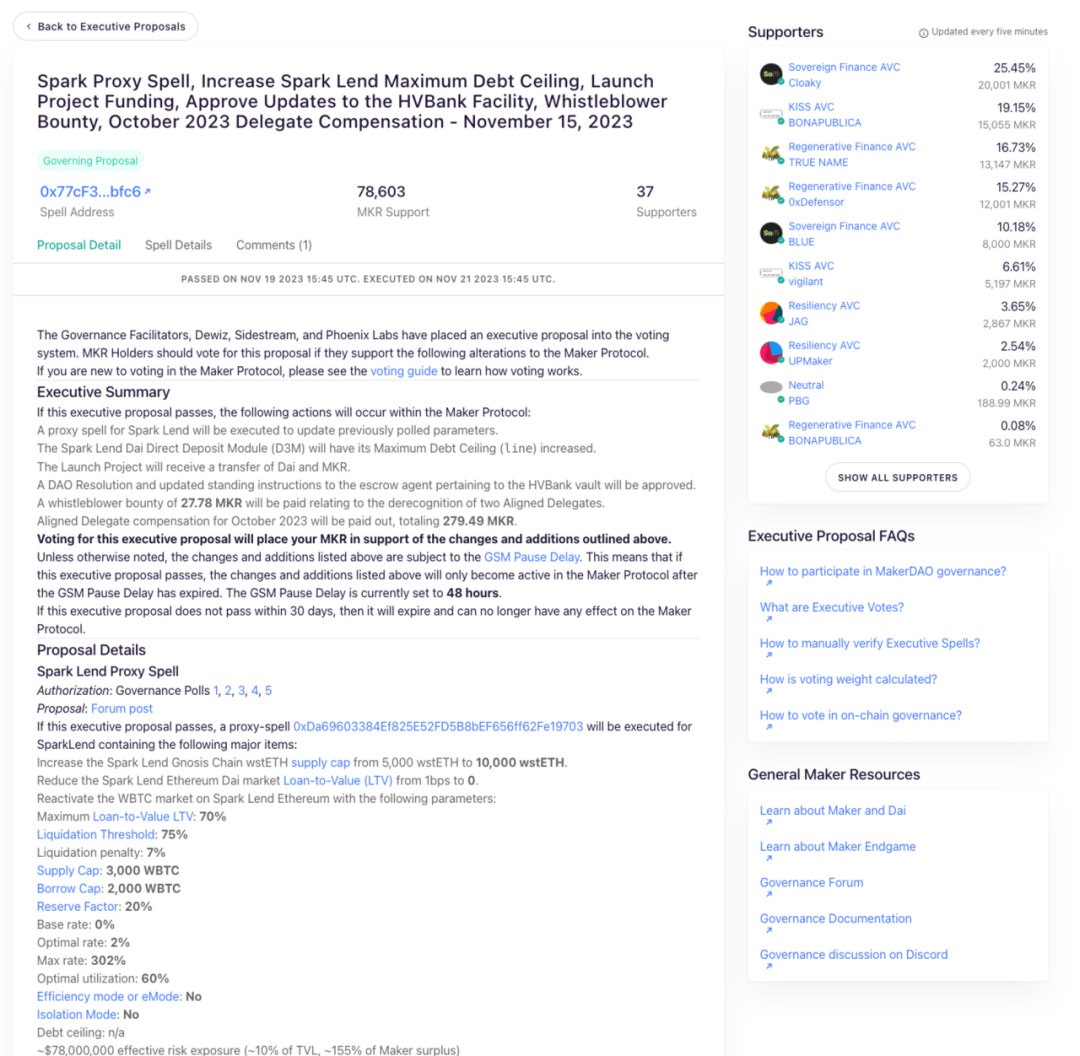 Back to Executive Proposals
Spark Proxy Spell, Increase Spark Lend Maximum Debt Ceiling, Launch
Project Funding, Approve Updates to the HVBank Facility, Whistleblower
Bounty, October 2023 Delegate Compensation - November 15, 2023
Governing Proposal
0x77cF3...bfc6
Spell Address
78,603
MKR Support
37
Supporters
Proposal Detail
Spell Details
Comments (1)
PASSED ON NOV 19 2023 15:45 UTC. EXECUTED ON NOV 21 2023 15:45 UTC.
The Governance Facilitators, Dewiz, Sidestream, and Phoenix Labs have placed an executive proposal into the voting
system. MKR Holders should vote for this proposal if they support the following alterations to the Maker Protocol.
If you are new to voting in the Maker Protocol, please see the voting guide to learn how voting works.
Executive Summary
If this executive proposal passes, the following actions will occur within the Maker Protocol:
A proxy spell for Spark Lend will be executed to update previously polled parameters.
The Spark Lend Dai Direct Deposit Module (D3M) will have its Maximum Debt Ceiling (line) increased.
The Launch Project will receive a transfer of Dai and MKR.
A DAO Resolution and updated standing instructions to the escrow agent pertaining to the HVBank vault will be approved.
A whistleblower bounty of 27.78 MKR will be paid relating to the derecognition of two Aligned Delegates.
Aligned Delegate compensation for October 2023 will be paid out, totaling 279.49 MKR.
Voting for this executive proposal will place your MKR in support of the changes and additions outlined above.
Unless otherwise noted, the changes and additions listed above are subject to the GSM Pause Delay. This means that if
this executive proposal passes, the changes and additions listed above will only become active in the Maker Protocol after
the GSM Pause Delay has expired. The GSM Pause Delay is currently set to 48 hours.
If this executive proposal does not pass within 30 days, then it will expire and can no longer have any effect on the Maker
Protocol.
Proposal Details
Spark Lend Proxy Spell
Authorization: Governance Polls 1, 2, 3, 4, 5
Proposal: Forum post
If this executive proposal passes, a proxy-spell 0xDa69603384Ef825E52FD5B8bEF656ff62Fe19703 will be executed for
SparkLend containing the following major items:
Increase the Spark Lend Gnosis Chain wstETH supply cap from 5,000 wstETH to 10,000 wstETH.
Reduce the Spark Lend Ethereum Dai market Loan-to-Value (LTV) from 1bps to 0.
Reactivate the WBTC market on Spark Lend Ethereum with the following parameters:
Maximum Loan-to-Value LTV: 70%
Liquidation Threshold: 75%
Liquidation penalty: 7%
Supply Cap: 3,000 WBTC
Borrow Cap: 2,000 WBTC
Reserve Factor: 20%
Base rate: 0%
Optimal rate: 2%
Max rate: 302%
Optimal utilization: 60%
Efficiency mode or eMode: No
Isolation Mode: No
Debt ceiling: n/a
~$78,000,000 effective risk exposure (~10% of TVL, ~155% of Maker surplus)
Supporters
Updated every five minutes
Sovereign Finance AVC 25.45%
Cloaky 20,001 MKR
KISS AVC 19.15%
BONAPUBLICA 15,055 MKR
Regenerative Finance AVC 16.73%
TRUE NAME 13,147 MKR
Regenerative Finance AVC 15.27%
0xDefensor 12,001 MKR
Sovereign Finance AVC 10.18%
BLUE 8,000 MKR
KISS AVC 6.61%
vigilant 5,197 MKR
Resiliency AVC 3.65%
JAG 2,867 MKR
Resiliency AVC 2.54%
UPMaker 2,000 MKR
Neutral 0.24%
PBG 188.99 MKR
Regenerative Finance AVC 0.08%
BONAPUBLICA 63.0 MKR
SHOW ALL SUPPORTERS
Executive Proposal FAQs
How to participate in MakerDAO governance?
What are Executive Votes?
How to manually verify Executive Spells?
How is voting weight calculated?
How to vote in on-chain governance?
General Maker Resources
Learn about Maker and Dai
Learn about Maker Endgame
Governance Forum
Governance Documentation
Governance discussion on Discord